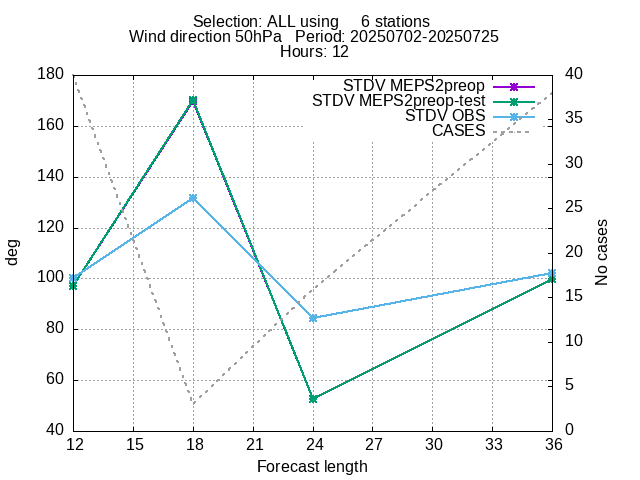 Selection: ALL using     6 stations
Wind direction 50hPa   Period: 20250702-20250725
Hours: 12
STDV MEPS2preop
STDV MEPS2preop-test
STDV OBS
CASES
180
160
140
120
100
80
60
40
deg
40
35
30
25
20
15
10
5
0
No cases
12 15 18 21 24 27 30 33 36
Forecast length